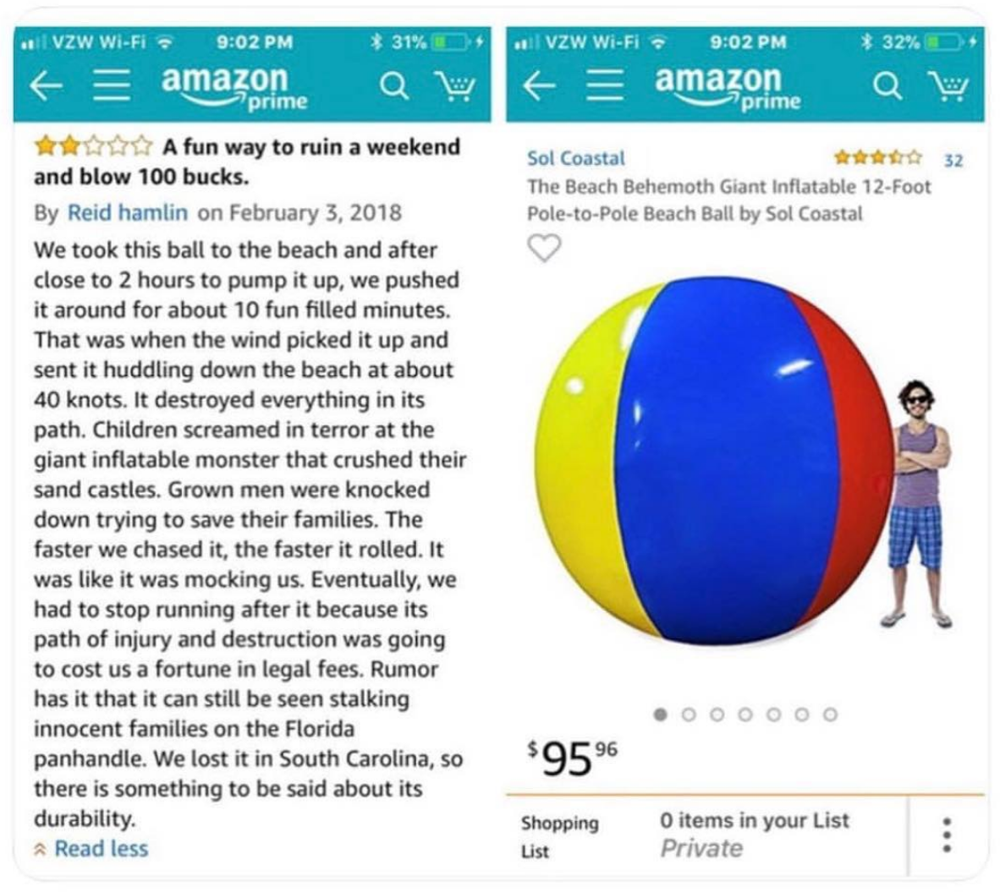 VZW Wi-Fi 9:02 PM 31%
amazon
prime
A fun way to ruin a weekend
and blow 100 bucks.
By Reid hamlin on February 3, 2018
We took this ball to the beach and after
close to 2 hours to pump it up, we pushed
it around for about 10 fun filled minutes.
That was when the wind picked it up and
sent it huddling down the beach at about
40 knots. It destroyed everything in its
path. Children screamed in terror at the
giant inflatable monster that crushed their
sand castles. Grown men were knocked
down trying to save their families. The
faster we chased it, the faster it rolled. It
was like it was mocking us. Eventually, we
had to stop running after it because its
path of injury and destruction was going
to cost us a fortune in legal fees. Rumor
has it that it can still be seen stalking
innocent families on the Florida
panhandle. We lost it in South Carolina, so
there is something to be said about its
durability.
Read less
VZW Wi-Fi 9:02 PM 32%
amazon
prime
Sol Coastal 32
The Beach Behemoth Giant Inflatable 12-Foot
Pole-to-Pole Beach Ball by Sol Coastal
$95 96
Shopping
List
0 items in your List
Private